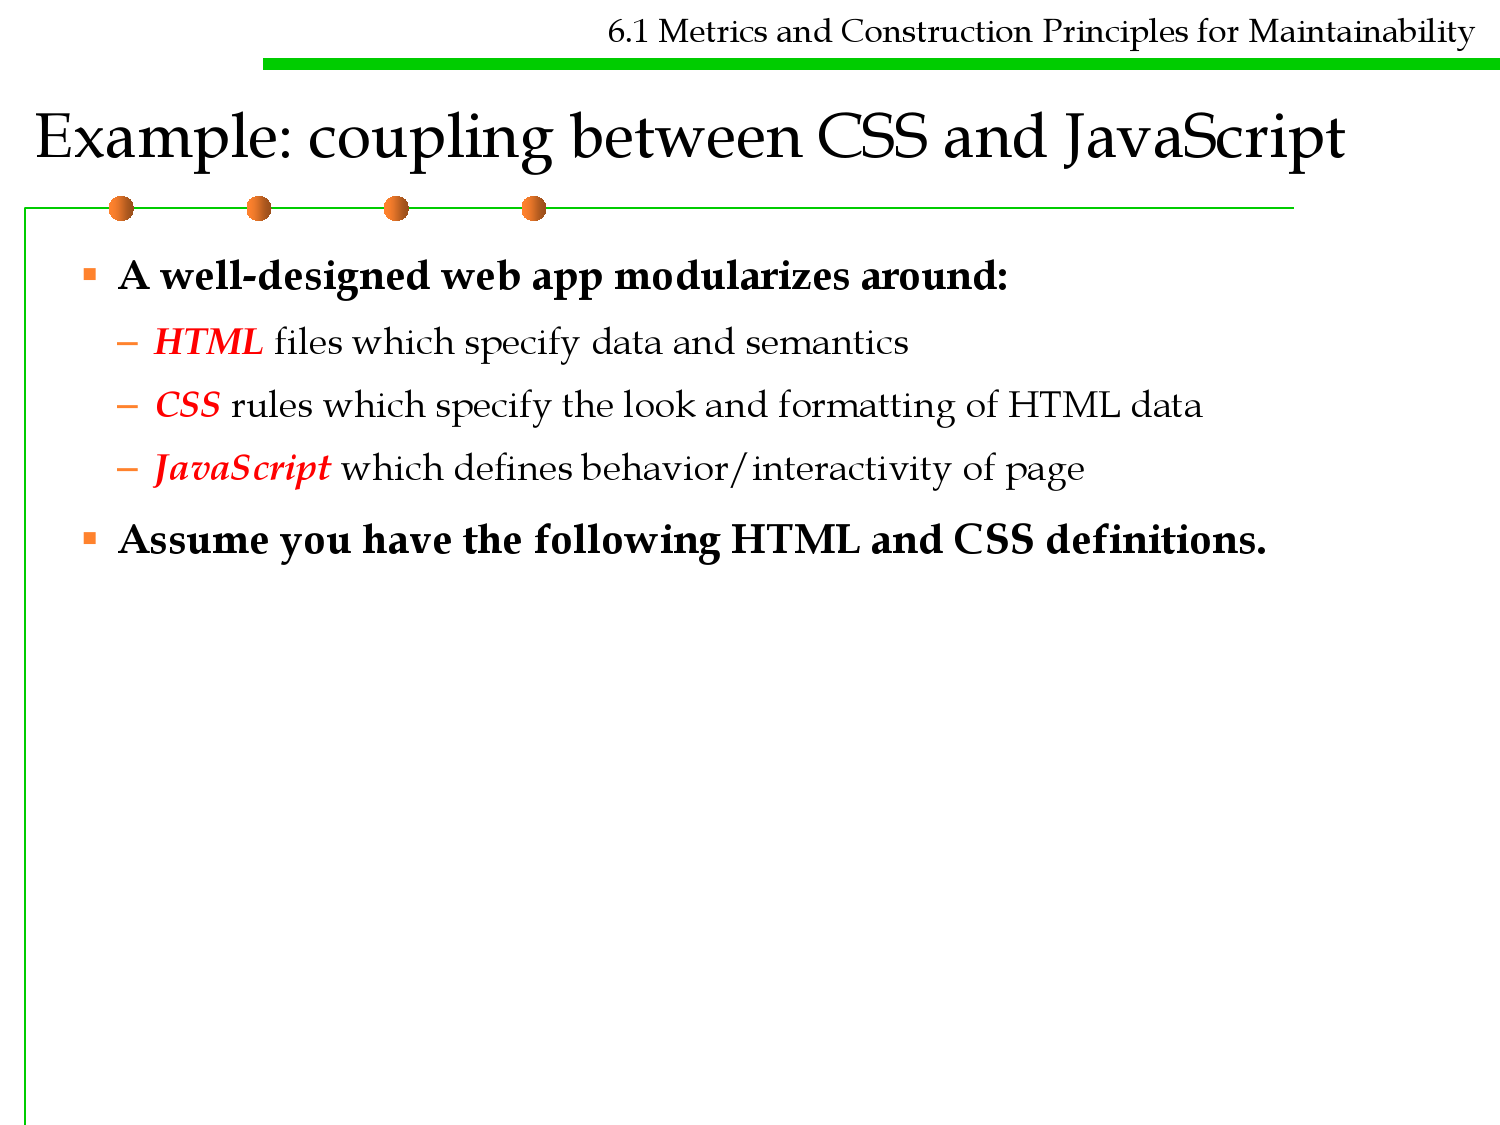 6.1 Metrics and Construction Principles for Maintainability
Example: coupling between CSS and JavaScript
▪ A well-designed web app modularizes around:
– HTML files which specify data and semantics
– CSS rules which specify the look and formatting of HTML data
– JavaScript which defines behavior/interactivity of page
▪ Assume you have the following HTML and CSS definitions.